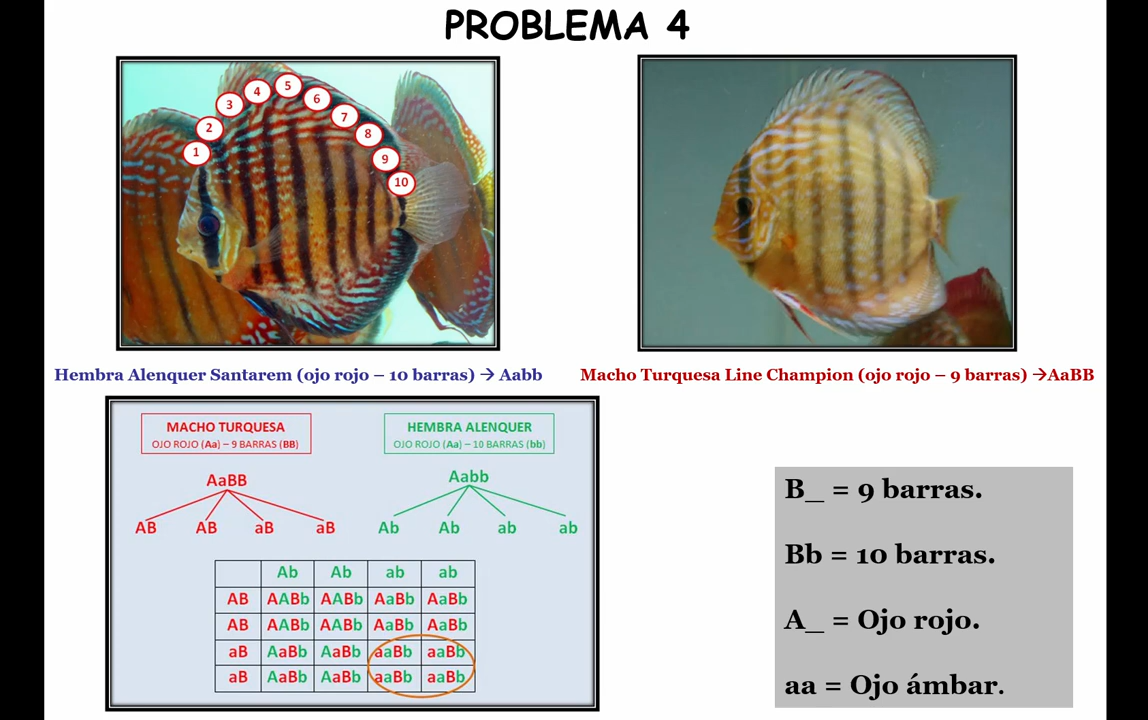 PROBLEMA 4
1
2
3
4
5
6
7
8
9
10
Hembra Alenquer Santarem (ojo rojo – 10 barras) → Aabb
Macho Turquesa Line Champion (ojo rojo – 9 barras) →AaBB
MACHO TURQUESA
OJO ROJO (Aa) – 9 BARRAS (BB)
HEMBRA ALENQUER
OJO ROJO (Aa) – 10 BARRAS (bb)
AaBB
Aabb
AB AB aB aB
Ab Ab ab ab
Ab Ab ab ab
AB AABb AABb AaBb AaBb
AB AABb AABb AaBb AaBb
aB AaBb AaBb aaBb aaBb
aB AaBb AaBb aaBb aaBb
B_ = 9 barras.
Bb = 10 barras.
A_ = Ojo rojo.
aa = Ojo ámbar.